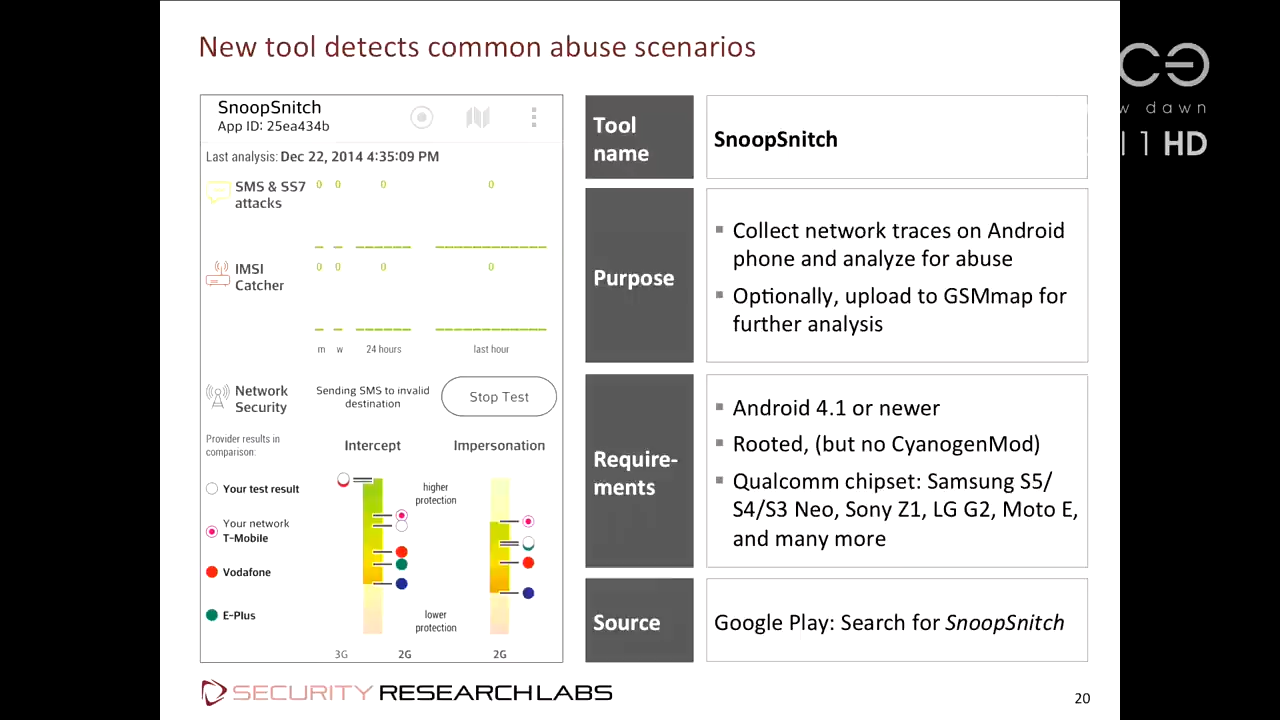 New tool detects common abuse scenarios
SnoopSnitch
App ID: 25ea434b
Last analysis: Dec 22, 2014 4:35:09 PM
SMS & SS7
attacks
0 0 0 0
IMSI
Catcher
0 0 0 0
m w 24 hours last hour
Network
Security
Sending SMS to invalid
destination
Stop Test
Provider results in
comparison:
Intercept
Impersonation
Your test result
Your network
T-Mobile
Vodafone
E-Plus
higher
protection
lower
protection
3G 2G 2G
Tool
name
SnoopSnitch
Purpose
▪ Collect network traces on Android
phone and analyze for abuse
▪ Optionally, upload to GSMmap for
further analysis
Require-
ments
▪ Android 4.1 or newer
▪ Rooted, (but no CyanogenMod)
▪ Qualcomm chipset: Samsung S5/
S4/S3 Neo, Sony Z1, LG G2, Moto E,
and many more
Source
Google Play: Search for SnoopSnitch
SECURITY RESEARCH LABS
20
w dawn
HD